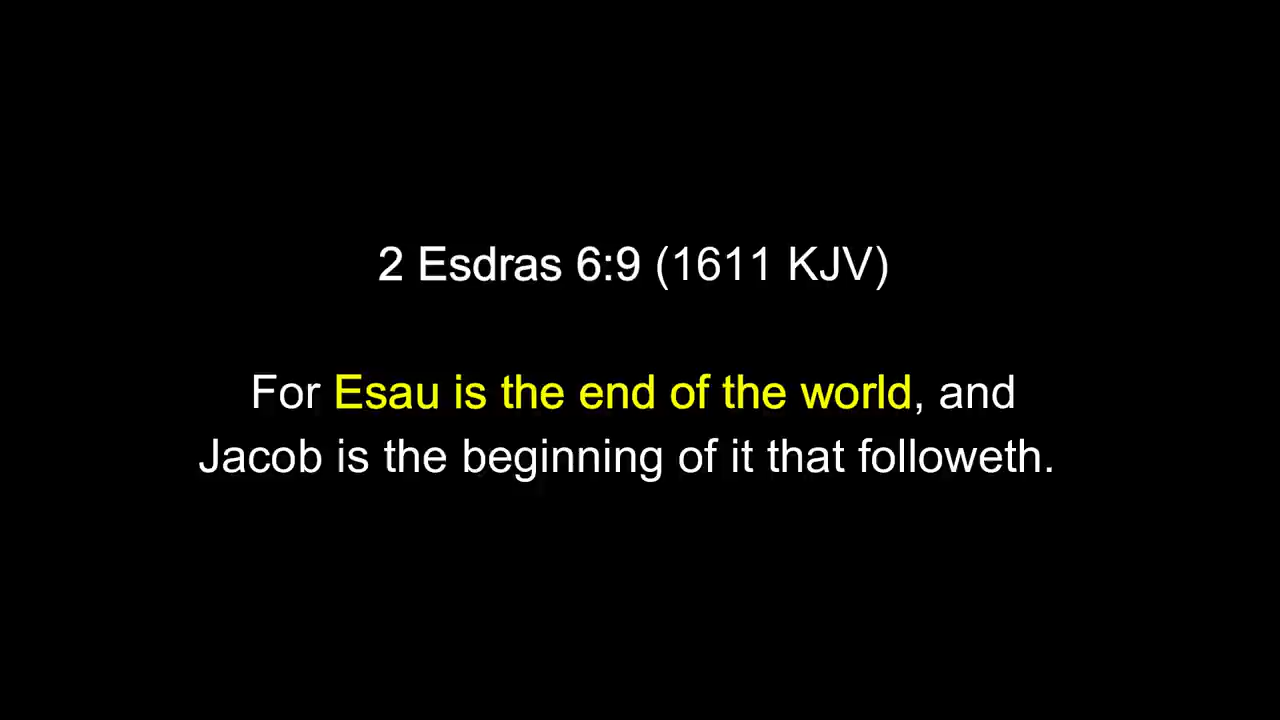 2 Esdras 6:9 (1611 KJV)
For Esau is the end of the world, and
Jacob is the beginning of it that followeth.